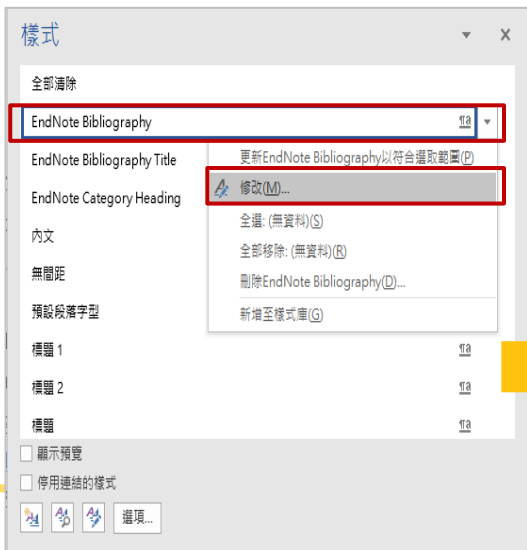 樣式
全部清除
EndNote Bibliography
EndNote Bibliography Title
更新EndNote Bibliography以符合選取範圍(P)
EndNote Category Heading
修改(M)...
內文
全選: (無資料)(S)
全部移除: (無資料)(R)
無間距
刪除EndNote Bibliography(D)...
預設段落字型
新增至樣式庫(G)
標題 1
標題 2
標題
顯示預覽
停用連結的樣式
選項...